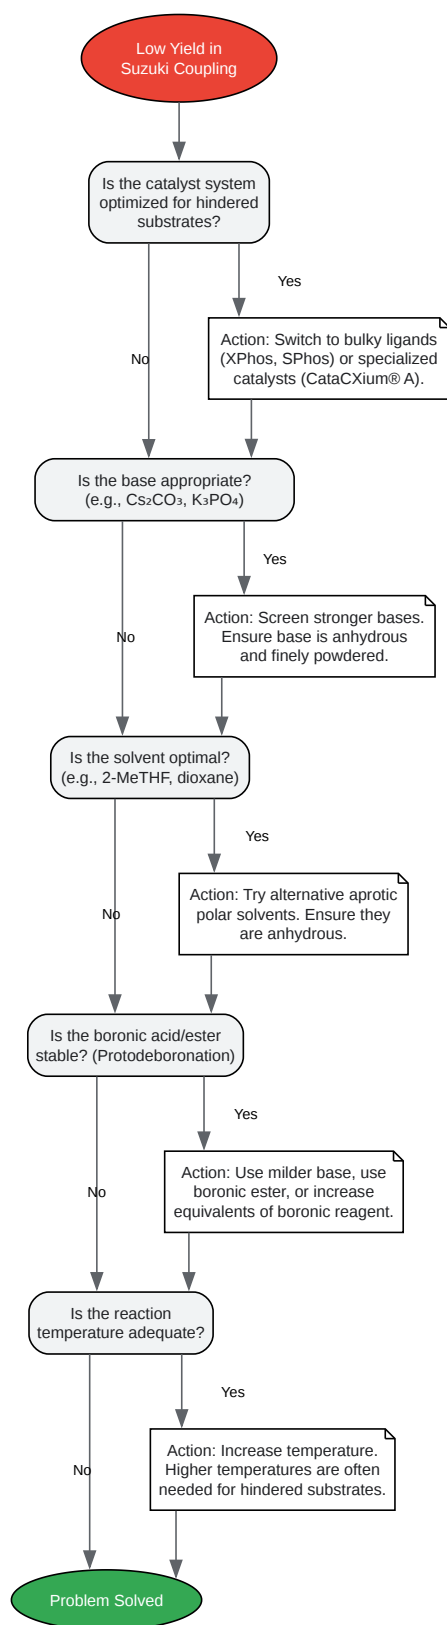 Low Yield in
Suzuki Coupling
Is the catalyst system
optimized for hindered
substrates?
Yes
Action: Switch to bulky ligands
(XPhos, SPhos) or specialized
catalysts (CataCXium® A).
No
Is the base appropriate?
(e.g., Cs₂CO₃, K₃PO₄)
Yes
Action: Screen stronger bases.
Ensure base is anhydrous
and finely powdered.
No
Is the solvent optimal?
(e.g., 2-MeTHF, dioxane)
Yes
Action: Try alternative aprotic
polar solvents. Ensure they
are anhydrous.
No
Is the boronic acid/ester
stable? (Protodeboronation)
Yes
Action: Use milder base, use
boronic ester, or increase
equivalents of boronic reagent.
No
Is the reaction
temperature adequate?
Yes
Action: Increase temperature.
Higher temperatures are often
needed for hindered substrates.
No
Problem Solved